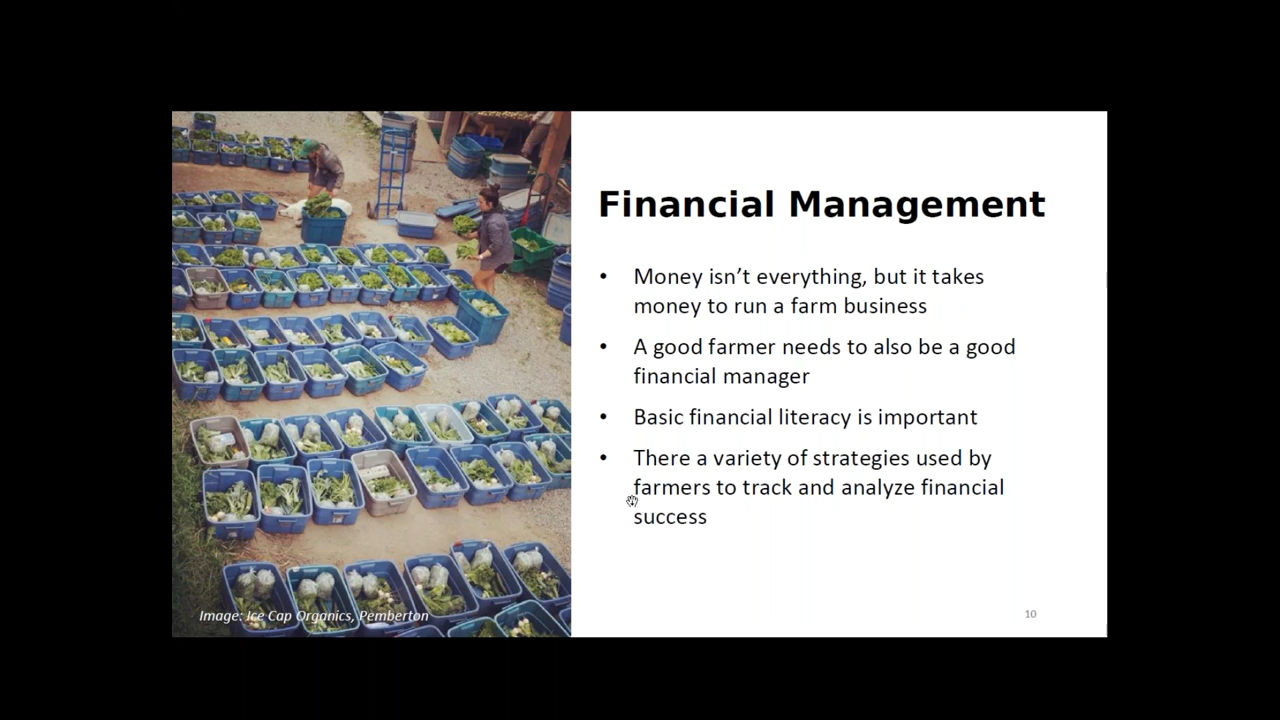 Financial Management
• Money isn’t everything, but it takes
money to run a farm business
• A good farmer needs to also be a good
financial manager
• Basic financial literacy is important
• There a variety of strategies used by
farmers to track and analyze financial
success
Image: Ice Cap Organics, Pemberton
10